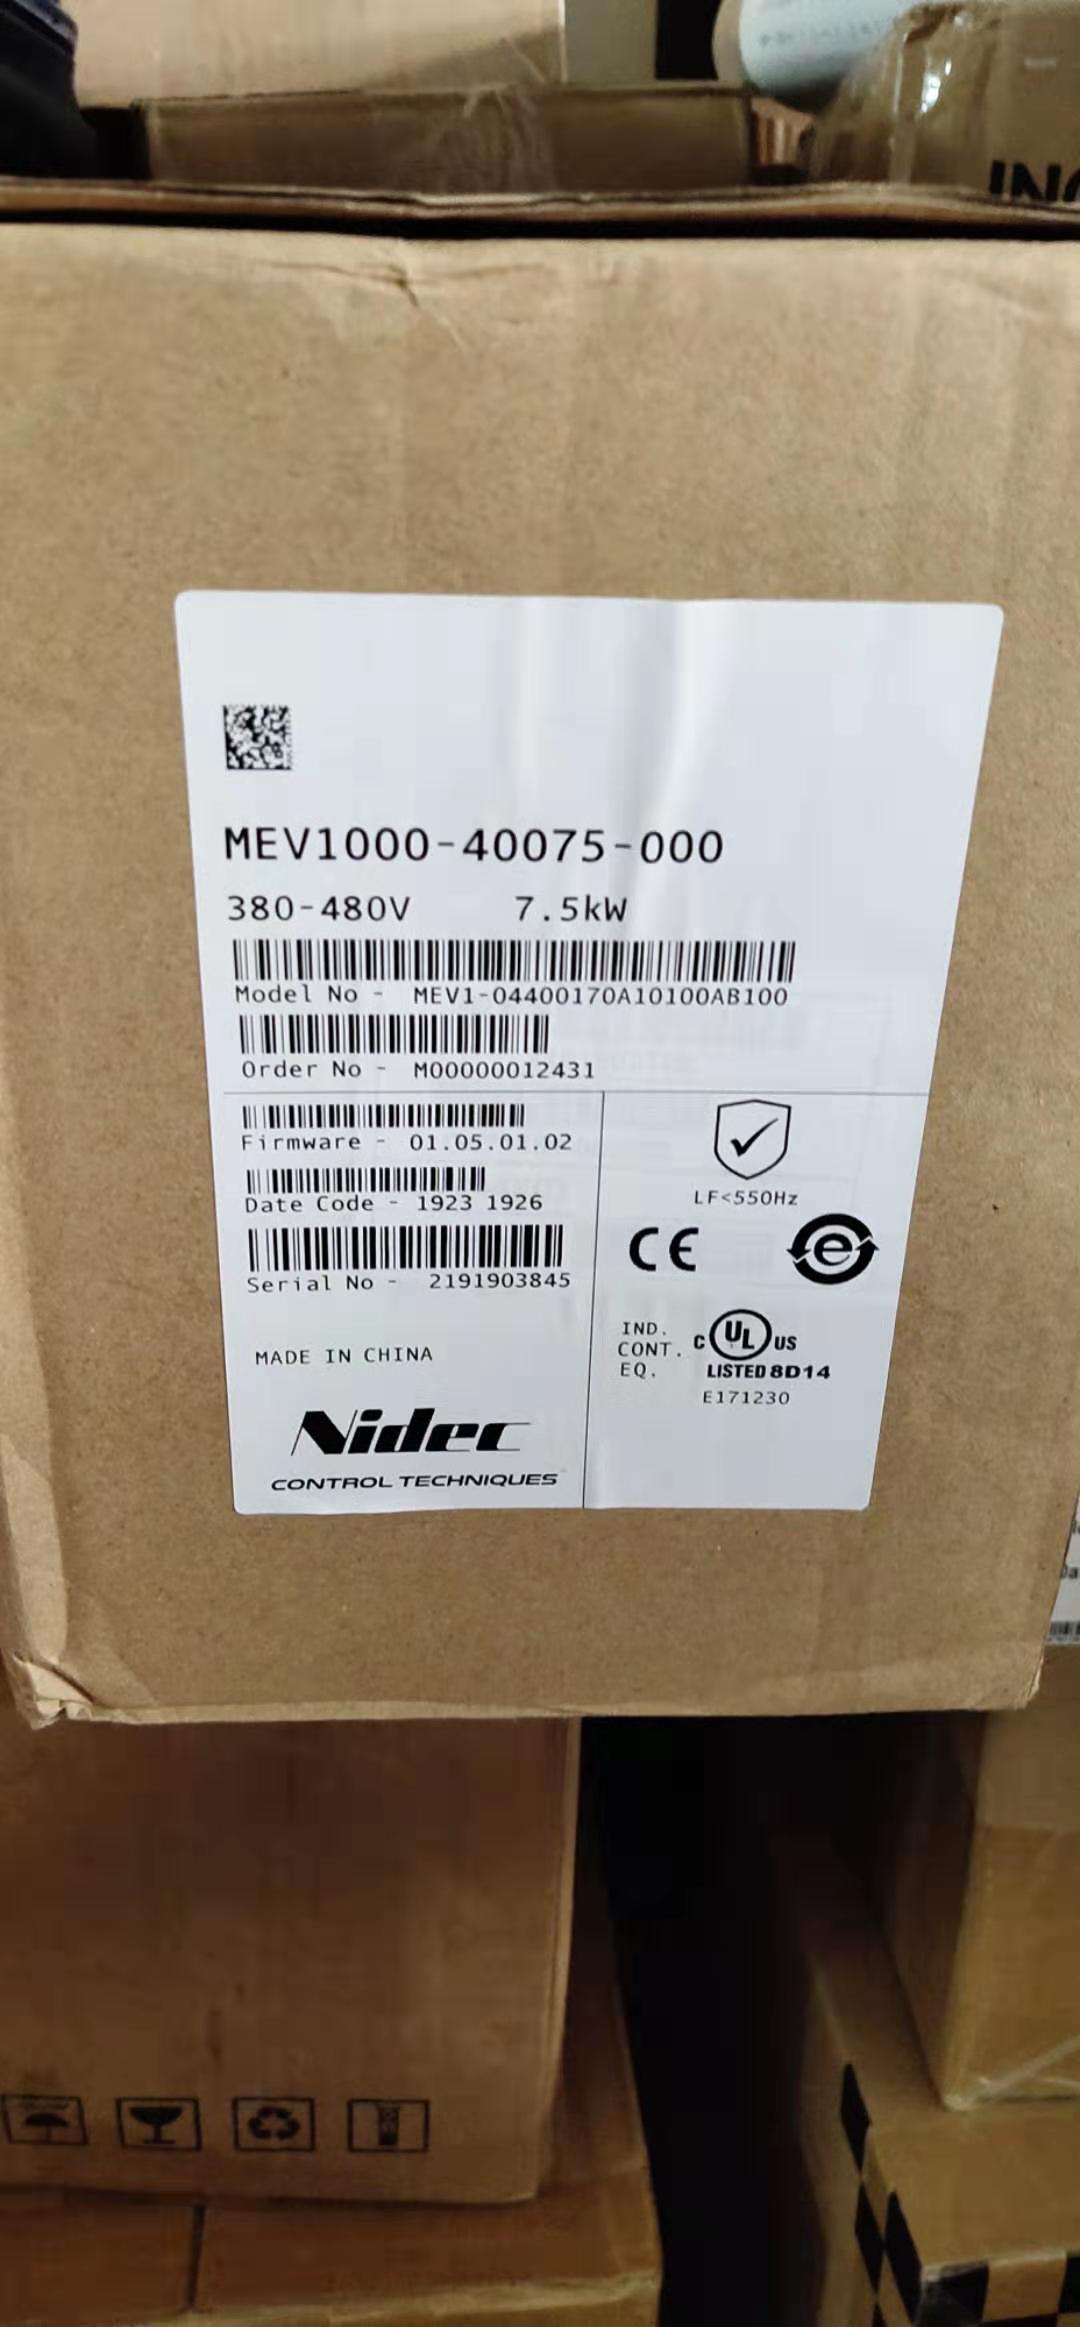 MEV1000-40075-000
380-480V 7.5kW
Model No - MEV1-04400170A10100AB100
Order No - M00000012431
Firmware - 01.05.01.02
Date Code - 1923 1926
Serial No - 2191903845
MADE IN CHINA
Nidec
CONTROL TECHNIQUES
LF<550Hz
CE
e
IND.
CONT.
EQ.
C UL US
LISTED 8D14
E171230